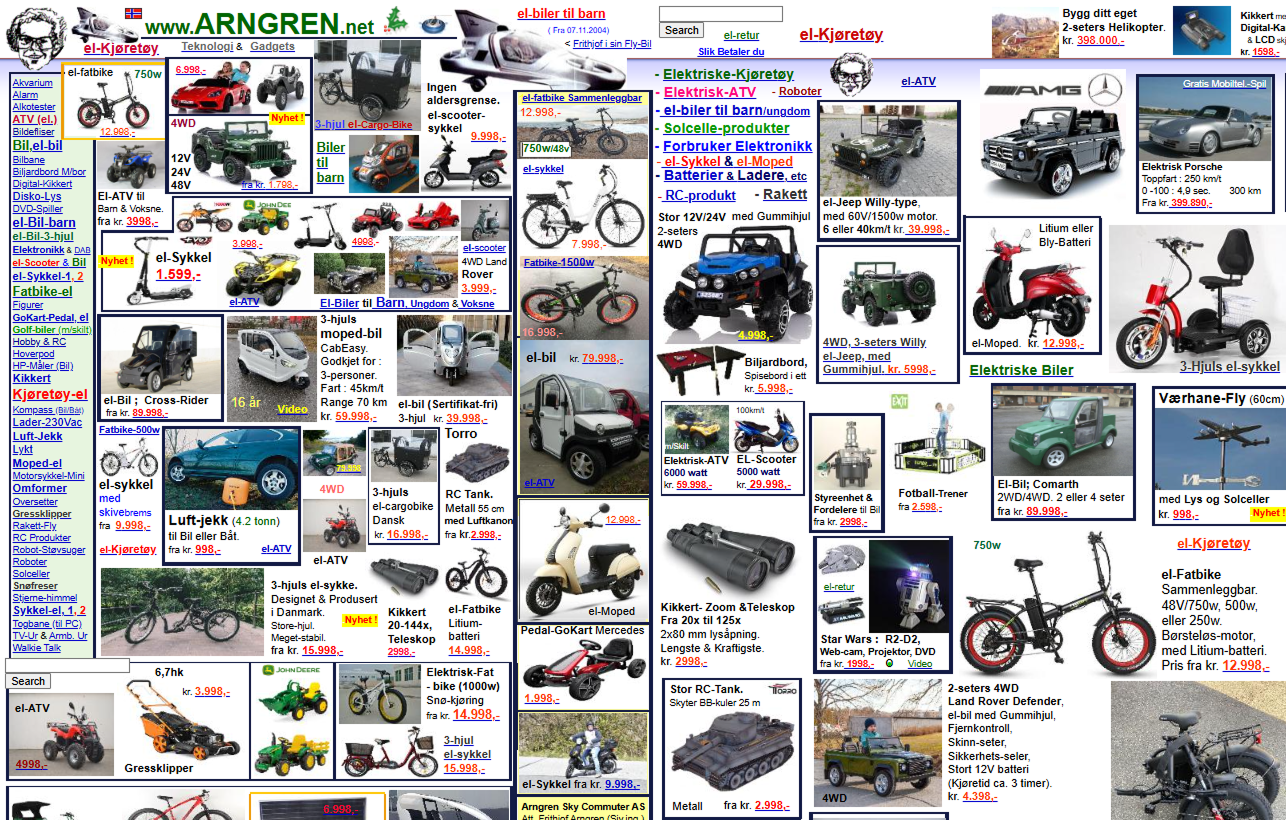 www.ARNGREN.net
el-Kjøretøy
Teknologi & Gadgets
el-biler til barn
( Fra 07.11.2004)
< Frithjof i sin Fly-Bil
Search
el-retur
Slik Betaler du
el-Kjøretøy
Bygg ditt eget
2-seters Helikopter.
kr. 398.000.-
Kikkert me
Digital-Ka
& LCD skj
kr. 1598.-
Akvarium
Alarm
Alkotester
ATV (el.)
Bildefliser
Bil,el-bil
Bilbane
Biljardbord M/bor
Digital-Kikkert
Disko-Lys
DVD-Spiller
el-Bil-barn
el-Bil-3-hjul
Elektronikk & DAB
el-Scooter & Bil
el-Sykkel-1, 2
Fatbike-el
Figurer
GoKart-Pedal, el
Golf-biler (m/skilt)
Hobby & RC
Hoverpod
HP-Måler (Bil)
Kikkert
Kjøretøy-el
Kompass (Bil/Båt)
Lader-230Vac
Luft-Jekk
Lykt
Moped-el
Motorsykkel-Mini
Omformer
Oversetter
Gressklipper
Rakett-Fly
RC Produkter
Robot-Støvsuger
Roboter
Solceller
Snøfreser
Stjerne-himmel
Sykkel-el, 1, 2
Togbane (til PC)
TV-Ur & Armb. Ur
Walkie Talk
Search
el-fatbike
750w
12.998,-
6.998,-
4WD
Nyhet !
12V
24V
48V
fra kr. 1.798,-
3-hjul el-Cargo-Bike
Biler
til
barn
Ingen
aldersgrense.
el-scooter-
sykkel
9.998,-
El-ATV til
Barn & Voksne.
fra kr. 3998,-
Nyhet !
el-Sykkel
1.599,-
JOHN DEERE
3.998,-
4998,-
el-scooter
4WD Land
Rover
3.999,-
el-ATV
El-Biler til Barn, Ungdom & Voksne
el-Bil ; Cross-Rider
fra kr. 89.998,-
16 år
Video
3-hjuls
moped-bil
CabEasy.
Godkjet for :
3-personer.
Fart : 45km/t
Range 70 km
kr. 59.998,-
el-bil (Sertifikat-fri)
3-hjul kr. 39.998,-
Fatbike-500w
el-sykkel
med
skivebrems
fra 9.998,-
el-Kjøretøy
Luft-jekk (4.2 tonn)
til Bil eller Båt.
fra kr. 998,-
el-ATV
79.998
4WD
el-ATV
3-hjuls
el-cargobike
Dansk
kr. 16.998,-
Torro
RC Tank.
Metall 55 cm
med Luftkanon
fra kr.2.998,-
3-hjuls el-sykke.
Designet & Produsert
i Danmark.
Store-hjul.
Meget-stabil.
fra kr. 15.998,-
Nyhet !
Kikkert
20-144x,
Teleskop
2998,-
el-Fatbike
Litium-
batteri
14.998,-
el-ATV
4998,-
6,7hk
kr. 3.998,-
Gressklipper
JOHN DEERE
Elektrisk-Fat
- bike (1000w)
Snø-kjøring
fra kr. 14.998,-
3-hjul
el-sykkel
15.998,-
6.998,-
el-fatbike Sammenleggbar
12.998,-
750w/48v
el-sykkel
7.998,-
Fatbike-1500w
16.998,-
el-bil kr. 79.998,-
el-ATV
12.998,-
el-Moped
Pedal-GoKart Mercedes
1.998,-
el-Sykkel fra kr. 9.998,-
Arngren Sky Commuter AS
Att. Frithjof Arngren (Siv.ing.)
- Elektriske-Kjøretøy
- Elektrisk-ATV - Roboter
- el-biler til barn/ungdom
- Solcelle-produkter
- Forbruker Elektronikk
- el-Sykkel & el-Moped
- Batterier & Ladere, etc
- RC-produkt - Rakett
el-ATV
Stor 12V/24V med Gummihjul
2-seters
4WD
4.998,-
el-Jeep Willy-type,
med 60V/1500w motor.
6 eller 40km/t kr. 39.998,-
AMG
Gratis Mobiltel.-Spil
Elektrisk Porsche
Toppfart : 250 km/t
0 -100 : 4,9 sec. 300 km
Fra kr. 399.890,-
4WD, 3-seters Willy
el-Jeep, med
Gummihjul. kr. 5998,-
Litium eller
Bly-Batteri
el-Moped. kr. 12.998,-
3-Hjuls el-sykkel
Biljardbord,
Spisebord i ett
kr. 5.998,-
Elektriske Biler
m/Skilt
Elektrisk-ATV
6000 watt
kr. 59.998,-
100km/t
EL-Scooter
5000 watt
kr. 29.998,-
Styreenhet &
Fordelere til Bil
fra kr. 2998,-
EXIT
Fotball-Trener
fra 2.598,-
El-Bil; Comarth
2WD/4WD. 2 eller 4 seter
fra kr. 89.998,-
Værhane-Fly (60cm)
med Lys og Solceller
kr. 998,-
Nyhet !
Kikkert- Zoom &Teleskop
Fra 20x til 125x
2x80 mm lysåpning.
Lengste & Kraftigste.
kr. 2998,-
el-retur
Star Wars : R2-D2,
Web-cam, Projektor, DVD
fra kr. 1998,-
Video
750w
el-Kjøretøy
el-Fatbike
Sammenleggbar.
48V/750w, 500w,
eller 250w.
Børsteløs-motor,
med Litium-batteri.
Pris fra kr. 12.998,-
Stor RC-Tank.
Skyter BB-kuler 25 m
TORRO
Metall fra kr. 2.998,-
4WD
2-seters 4WD
Land Rover Defender,
el-bil med Gummihjul,
Fjernkontroll,
Skinn-seter,
Sikkerhets-seler,
Stort 12V batteri
(Kjøretid ca. 3 timer).
kr. 4.398,-